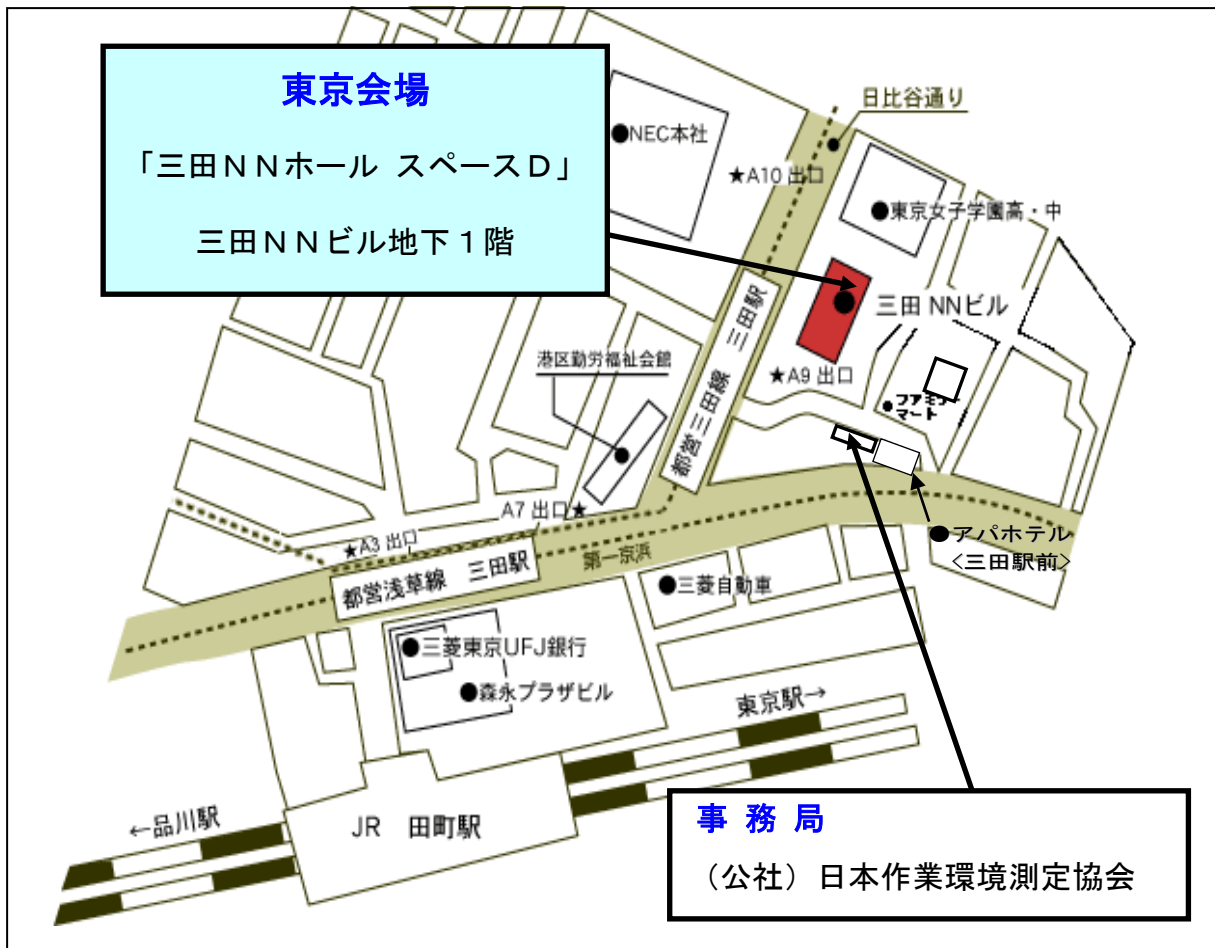 東京会場
「三田ＮＮホール スペースＤ」
三田ＮＮビル地下１階
日比谷通り
●NEC本社
★A10 出口
●東京女子学園高・中
三田 NNビル
都営三田線 三田駅
港区勤労福祉会館
★A9 出口
ファミリーマート
A7 出口★
★A3 出口
●アパホテル
<三田駅前>
第一京浜
都営浅草線 三田駅
●三菱自動車
●三菱東京UFJ銀行
●森永プラザビル
東京駅→
←品川駅
JR 田町駅
事 務 局
（公社）日本作業環境測定協会